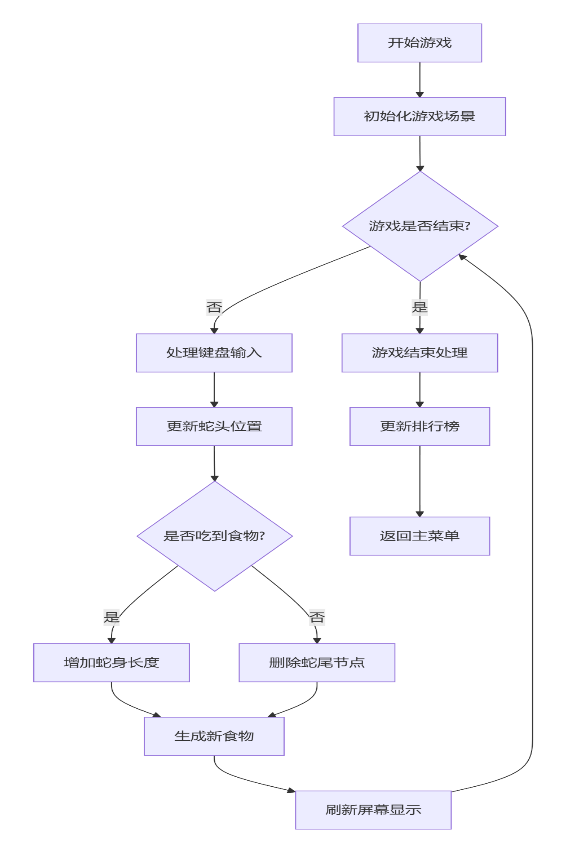 开始游戏
初始化游戏场景
游戏是否结束?
否
是
处理键盘输入
游戏结束处理
更新蛇头位置
更新排行榜
是否吃到食物?
返回主菜单
是
否
增加蛇身长度
删除蛇尾节点
生成新食物
刷新屏幕显示